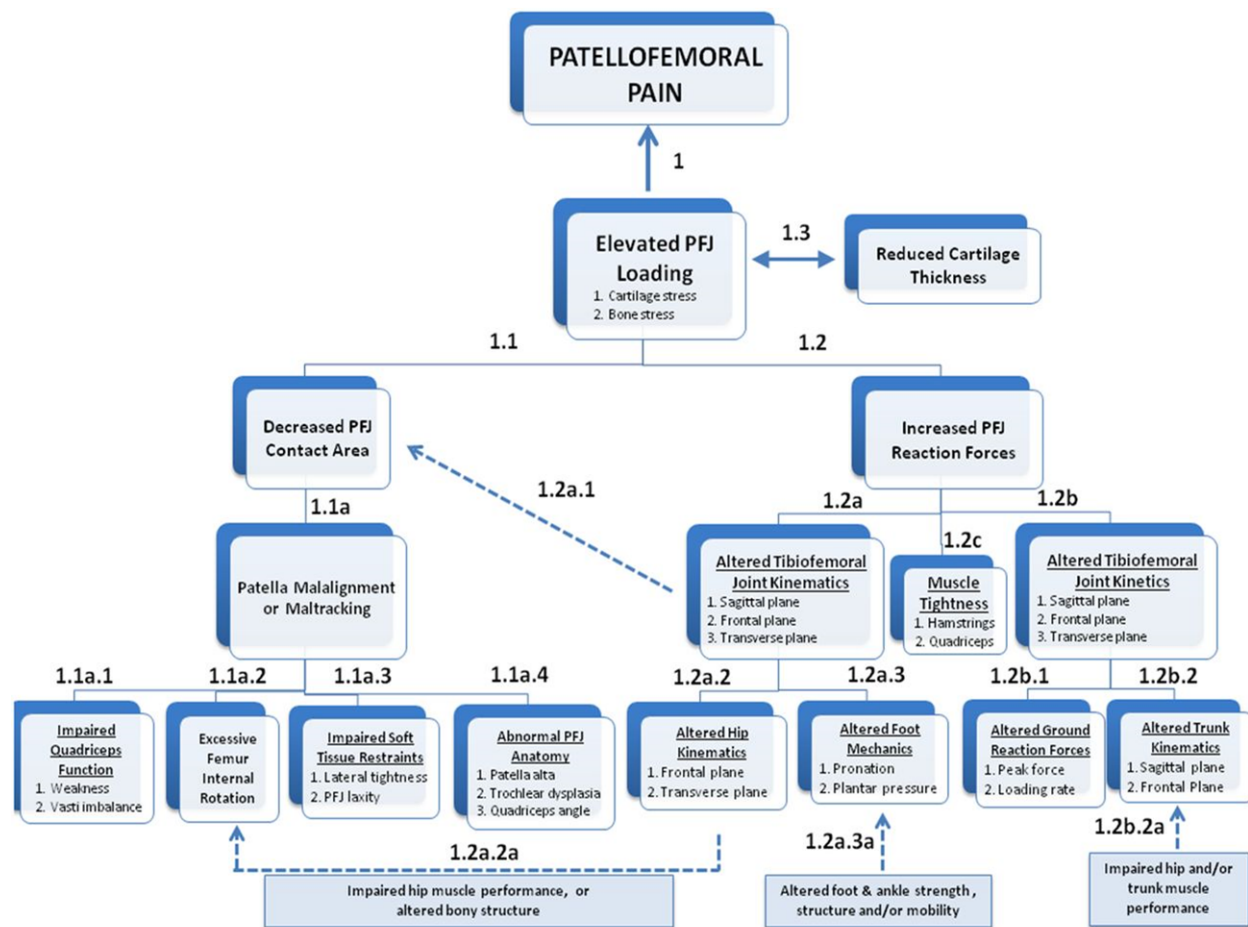 PATELLOFEMORAL
PAIN
1
Elevated PFJ
Loading
1. Cartilage stress
2. Bone stress
1.3
Reduced Cartilage
Thickness
1.1
1.2
Decreased PFJ
Contact Area
Increased PFJ
Reaction Forces
1.1a
1.2a.1
1.2a
1.2b
1.2c
Patella Malalignment
or Maltracking
Altered Tibiofemoral
Joint Kinematics
1. Sagittal plane
2. Frontal plane
3. Transverse plane
Muscle
Tightness
1. Hamstrings
2. Quadriceps
Altered Tibiofemoral
Joint Kinetics
1. Sagittal plane
2. Frontal plane
3. Transverse plane
1.1a.1
1.1a.2
1.1a.3
1.1a.4
1.2a.2
1.2a.3
1.2b.1
1.2b.2
Impaired
Quadriceps
Function
1. Weakness
2. Vasti imbalance
Excessive
Femur
Internal
Rotation
Impaired Soft
Tissue Restraints
1. Lateral tightness
2. PFJ laxity
Abnormal PFJ
Anatomy
1. Patella alta
2. Trochlear dysplasia
3. Quadriceps angle
Altered Hip
Kinematics
1. Frontal plane
2. Transverse plane
Altered Foot
Mechanics
1. Pronation
2. Plantar pressure
Altered Ground
Reaction Forces
1. Peak force
2. Loading rate
Altered Trunk
Kinematics
1. Sagittal plane
2. Frontal Plane
1.2a.2a
1.2a.3a
1.2b.2a
Impaired hip muscle performance, or
altered bony structure
Altered foot & ankle strength,
structure and/or mobility
Impaired hip and/or
trunk muscle
performance